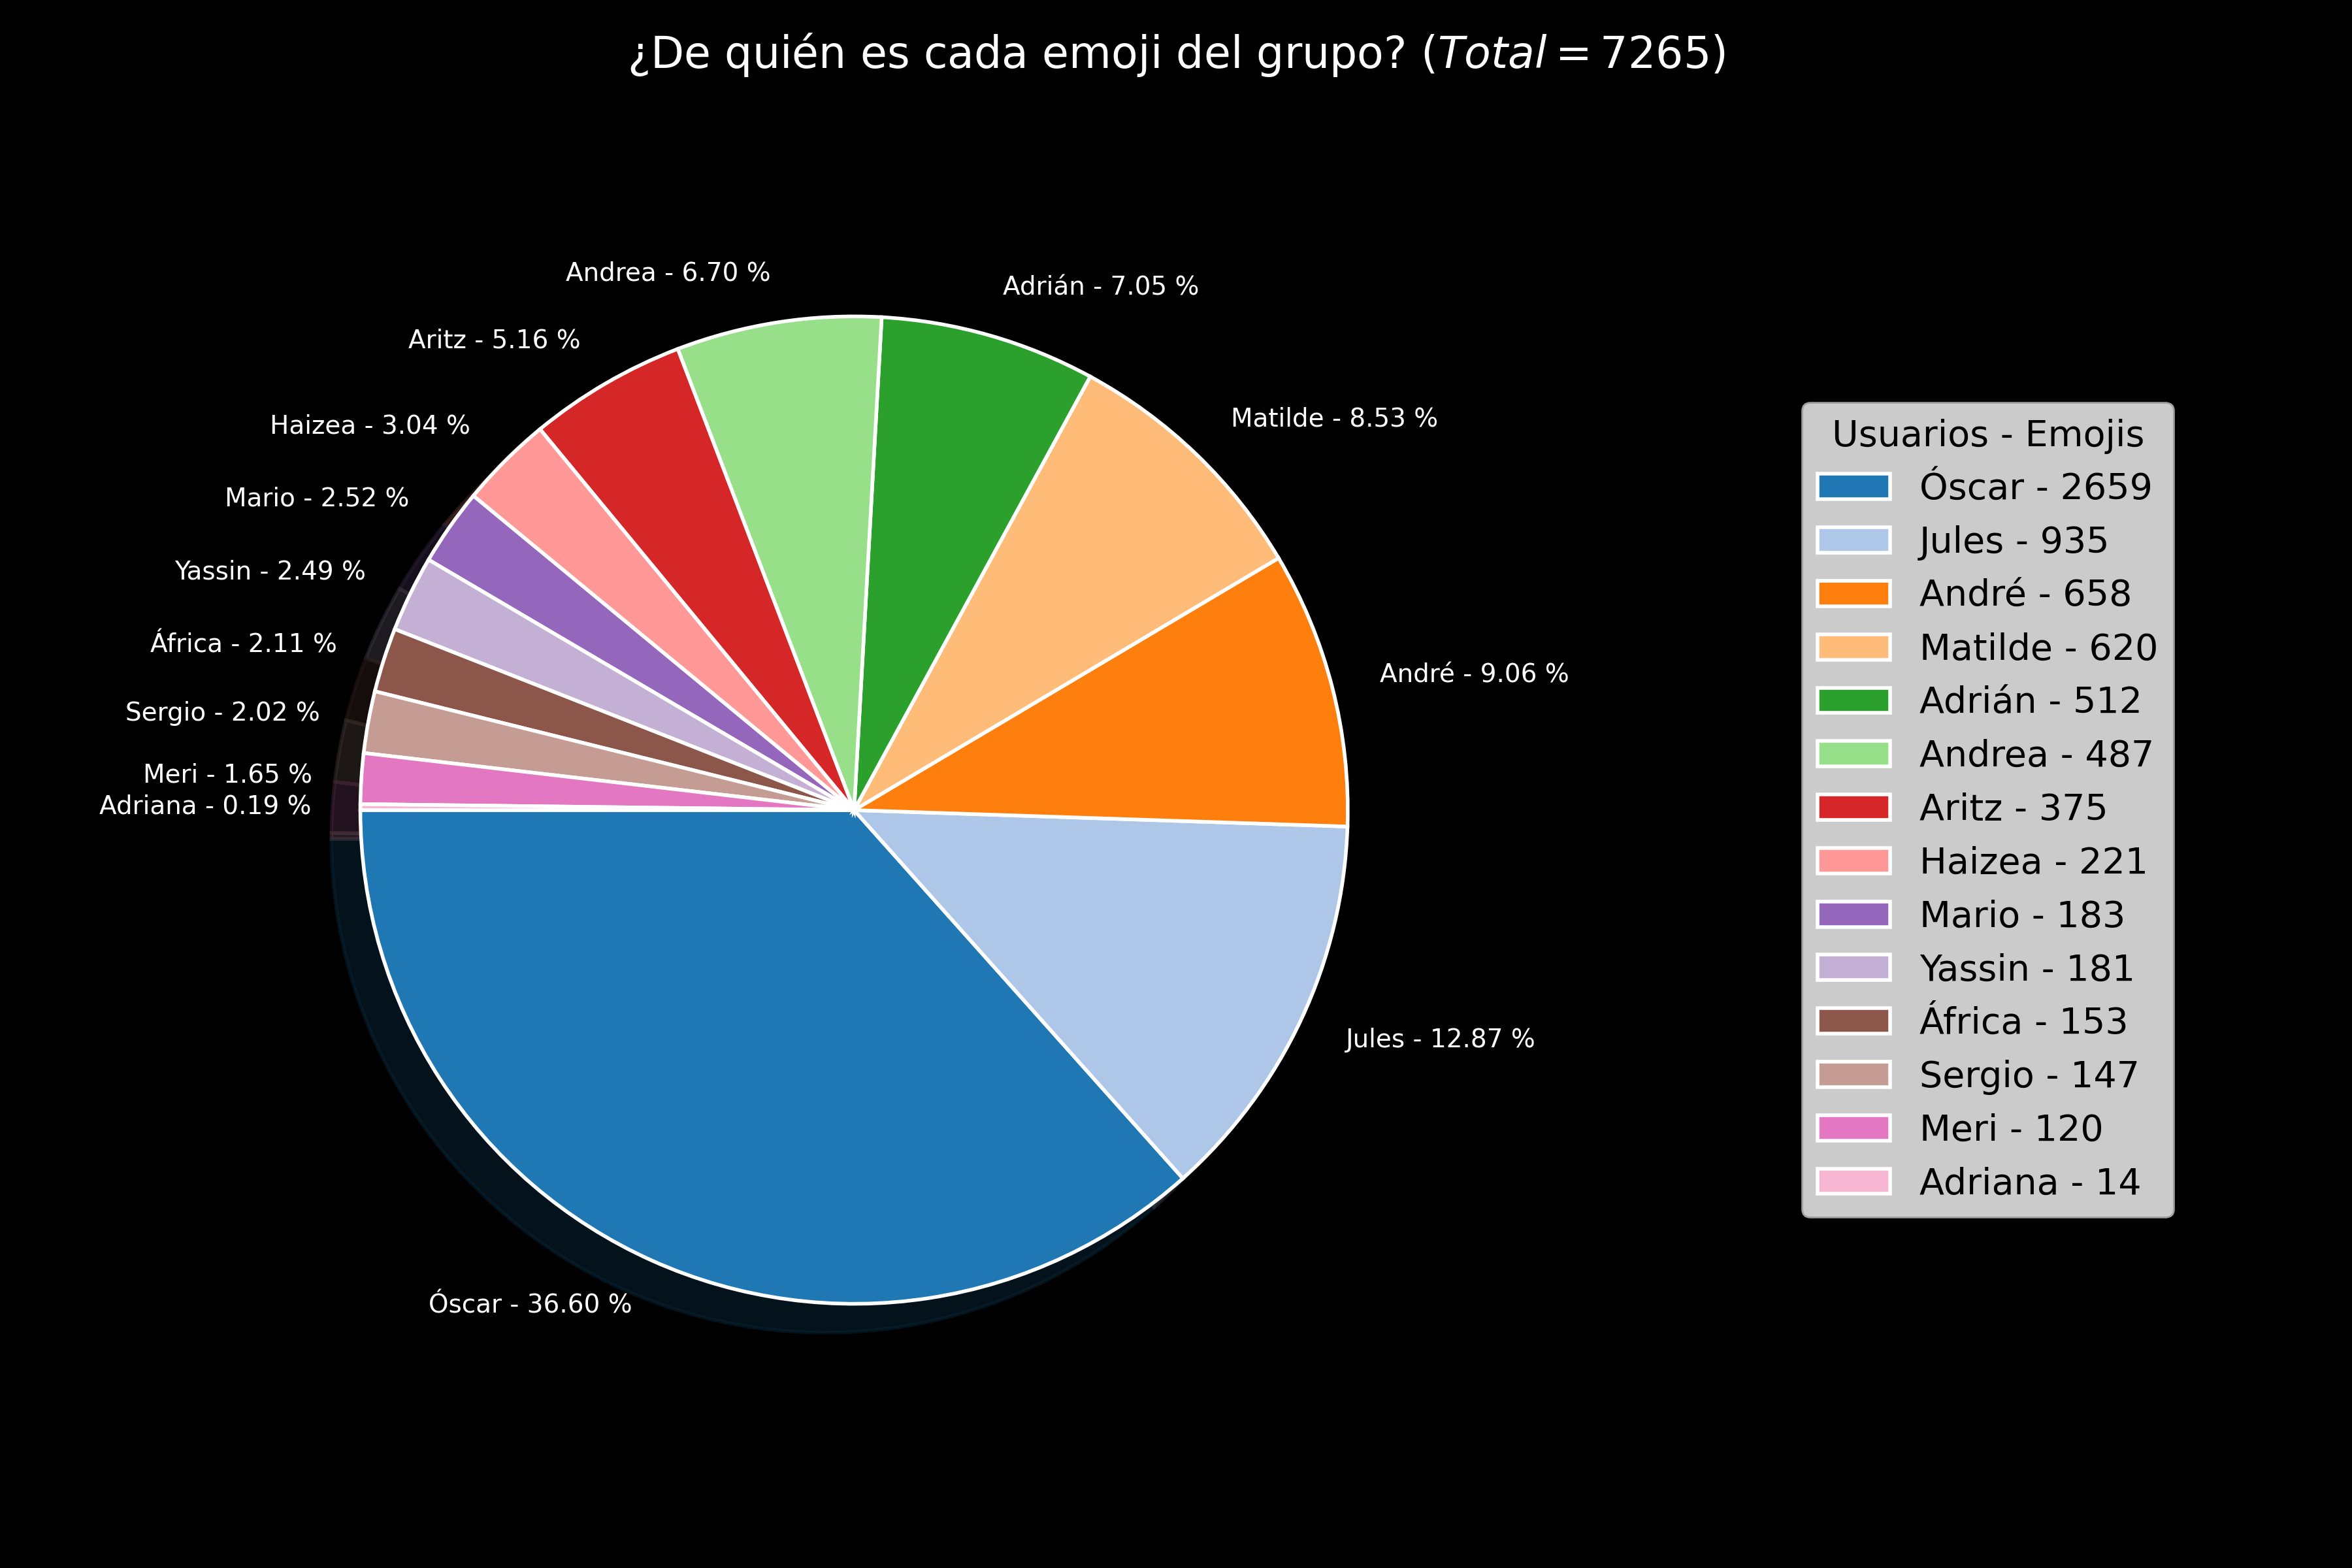 ¿De quién es cada emoji del grupo? (Total = 7265)
Andrea - 6.70 %
Adrián - 7.05 %
Aritz - 5.16 %
Matilde - 8.53 %
Haizea - 3.04 %
Mario - 2.52 %
Yassin - 2.49 %
África - 2.11 %
André - 9.06 %
Sergio - 2.02 %
Meri - 1.65 %
Adriana - 0.19 %
Jules - 12.87 %
Óscar - 36.60 %
Usuarios - Emojis
Óscar - 2659
Jules - 935
André - 658
Matilde - 620
Adrián - 512
Andrea - 487
Aritz - 375
Haizea - 221
Mario - 183
Yassin - 181
África - 153
Sergio - 147
Meri - 120
Adriana - 14